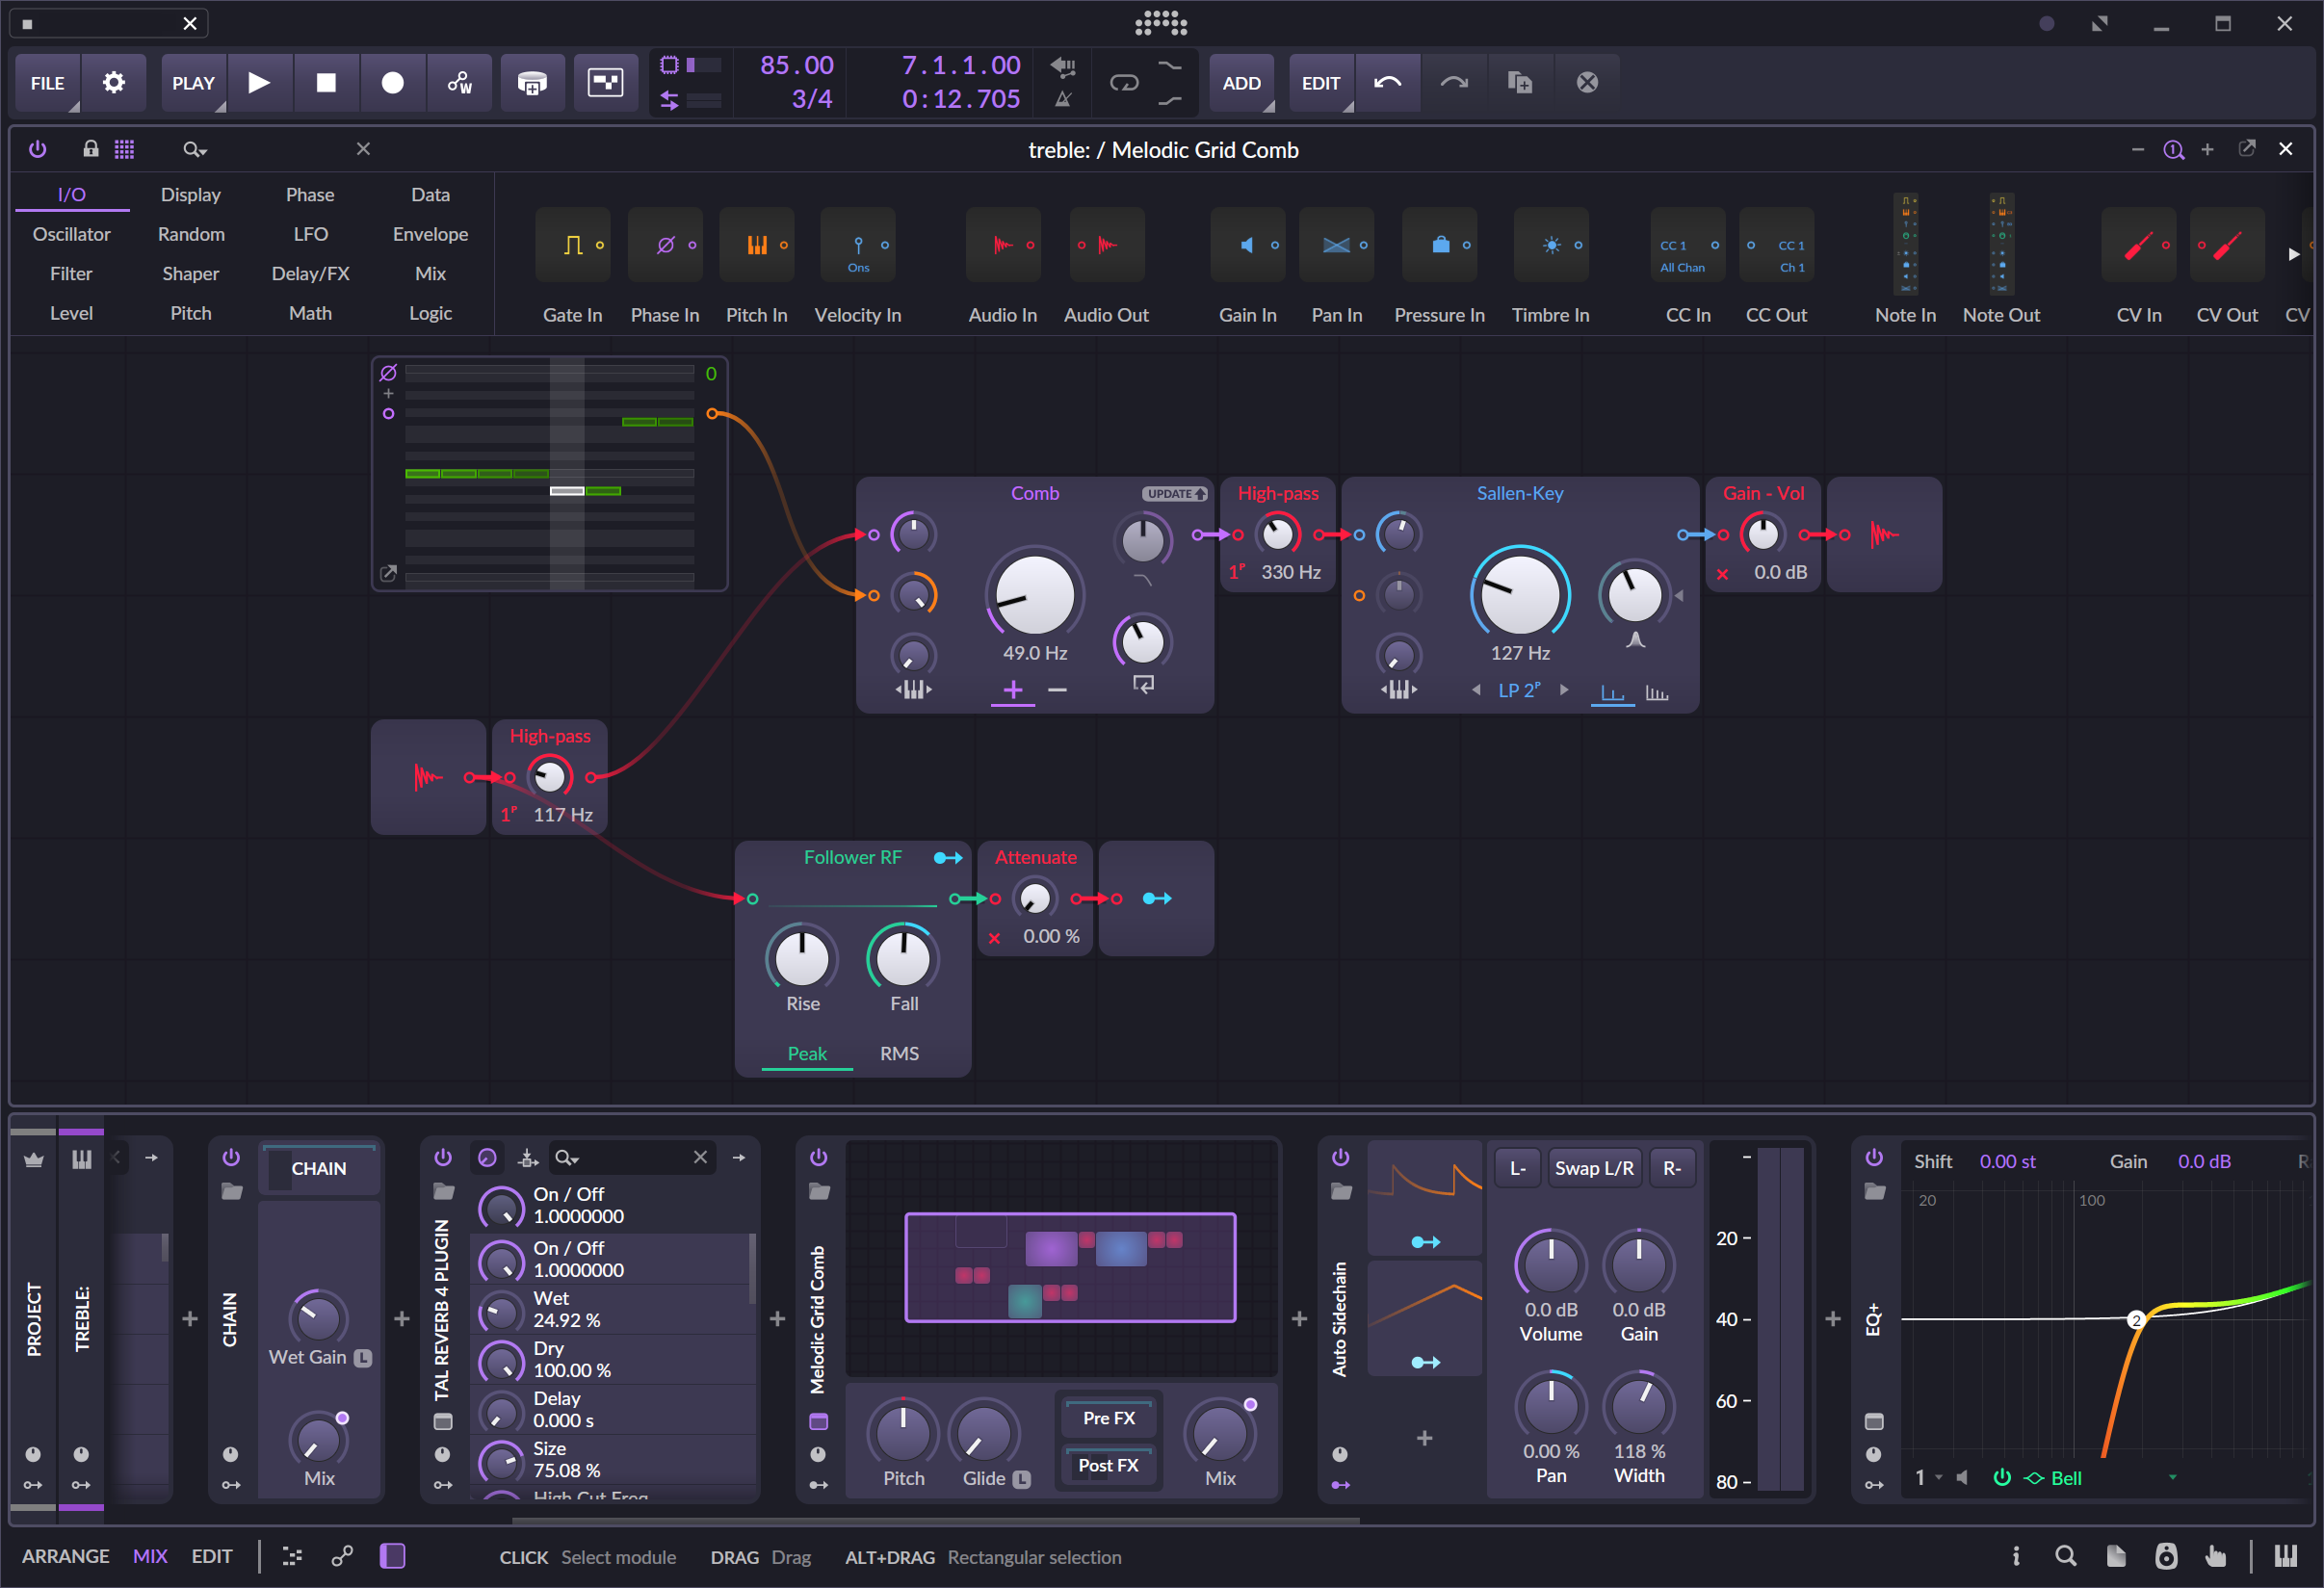 FILE PLAY W 85.00 7.1.1.00 ADD EDIT
3/4 0:12.705
treble: / Melodic Grid Comb
I/O Display Phase Data
Oscillator Random LFO Envelope
Filter Shaper Delay/FX Mix
Level Pitch Math Logic
Ons CC 1 CC 1
All Chan Ch 1
Gate In Phase In Pitch In Velocity In Audio In Audio Out Gain In Pan In Pressure In Timbre In CC In CC Out Note In Note Out CV In CV Out CV
0
Comb UPDATE High-pass Sallen-Key Gain - Vol
1P 330 Hz 0.0 dB
49.0 Hz 127 Hz
LP 2P
High-pass
1P 117 Hz
Follower RF Attenuate
0.00 %
Rise Fall
Peak RMS
PROJECT
TREBLE:
CHAIN
CHAIN
Wet Gain L
Mix
TAL REVERB 4 PLUGIN
On / Off
1.0000000
On / Off
1.0000000
Wet
24.92 %
Dry
100.00 %
Delay
0.000 s
Size
75.08 %
High Cut Freq
Melodic Grid Comb
Pitch Glide L
Pre FX
Post FX
Mix
Auto Sidechain
L- Swap L/R R-
0.0 dB 0.0 dB
Volume Gain
0.00 % 118 %
Pan Width
20
40
60
80
EQ+
Shift 0.00 st Gain 0.0 dB R
20 100
2
1 Bell
ARRANGE MIX EDIT CLICK Select module DRAG Drag ALT+DRAG Rectangular selection